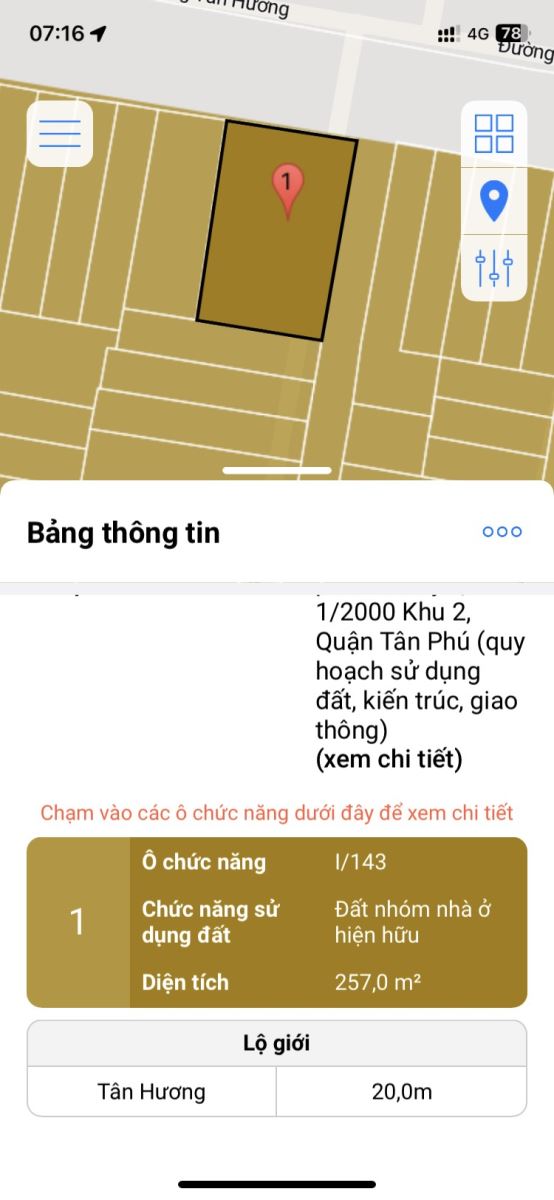 Hương
07:16
4G 78
Đường
1
Bảng thông tin
1/2000 Khu 2,
Quận Tân Phú (quy
hoạch sử dụng
đất, kiến trúc, giao
thông)
(xem chi tiết)
Chạm vào các ô chức năng dưới đây để xem chi tiết
1
Ô chức năng I/143
Chức năng sử Đất nhóm nhà ở
dụng đất hiện hữu
Diện tích 257,0 m²
Lộ giới
Tân Hương 20,0m